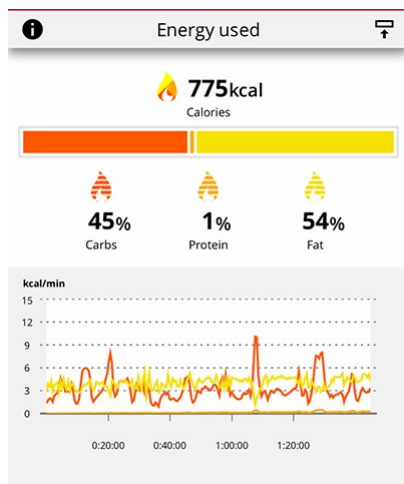 Energy used
775kcal
Calories
45% 1% 54%
Carbs Protein Fat
kcal/min
15
12
9
6
3
0
0:20:00 0:40:00 1:00:00 1:20:00